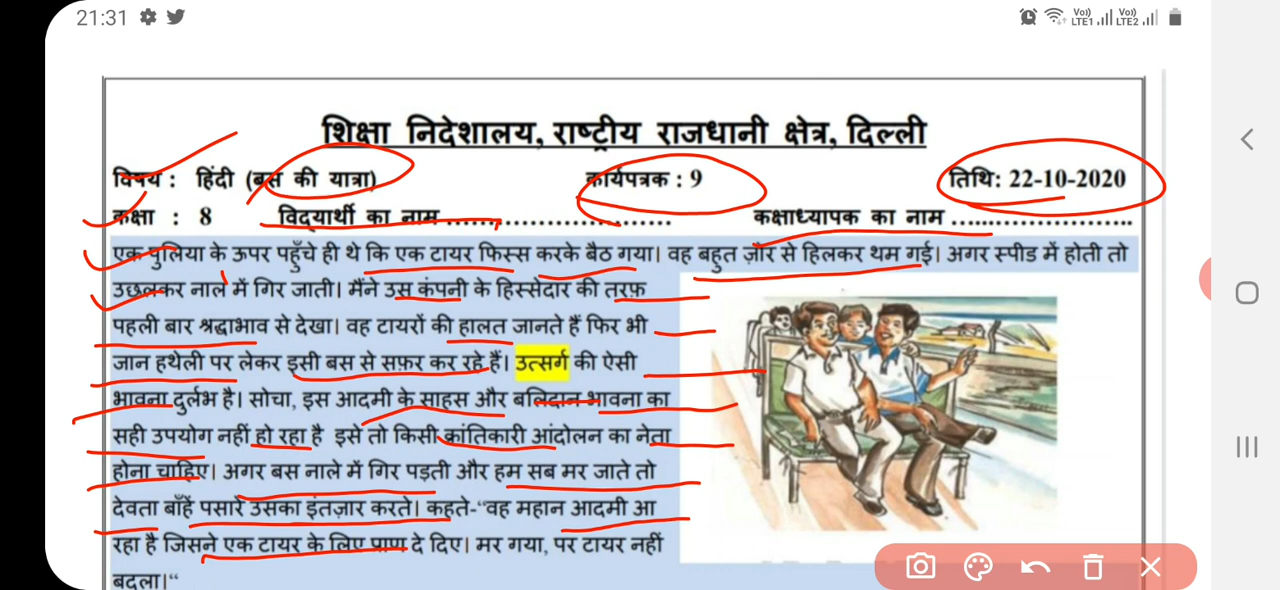 21:31
Vo)) LTE1 Vo)) LTE2
शिक्षा निदेशालय, राष्ट्रीय राजधानी क्षेत्र, दिल्ली
विषय : हिंदी (बस की यात्रा) कार्यपत्रक : 9 तिथि: 22-10-2020
कक्षा : 8 विद्यार्थी का नाम ........................... कक्षाध्यापक का नाम ......................
एक पुलिया के ऊपर पहुँचे ही थे कि एक टायर फिस्स करके बैठ गया। वह बहुत ज़ोर से हिलकर थम गई। अगर स्पीड में होती तो
उछलकर नाले में गिर जाती। मैंने उस कंपनी के हिस्सेदार की तरफ़
पहली बार श्रद्धाभाव से देखा। वह टायरों की हालत जानते हैं फिर भी
जान हथेली पर लेकर इसी बस से सफ़र कर रहे हैं। उत्सर्ग की ऐसी
भावना दुर्लभ है। सोचा, इस आदमी के साहस और बलिदान भावना का
सही उपयोग नहीं हो रहा है इसे तो किसी क्रांतिकारी आंदोलन का नेता
होना चाहिए। अगर बस नाले में गिर पड़ती और हम सब मर जाते तो
देवता बाँहें पसारे उसका इंतज़ार करते। कहते-“वह महान आदमी आ
रहा है जिसने एक टायर के लिए प्राण दे दिए। मर गया, पर टायर नहीं
बदला।“